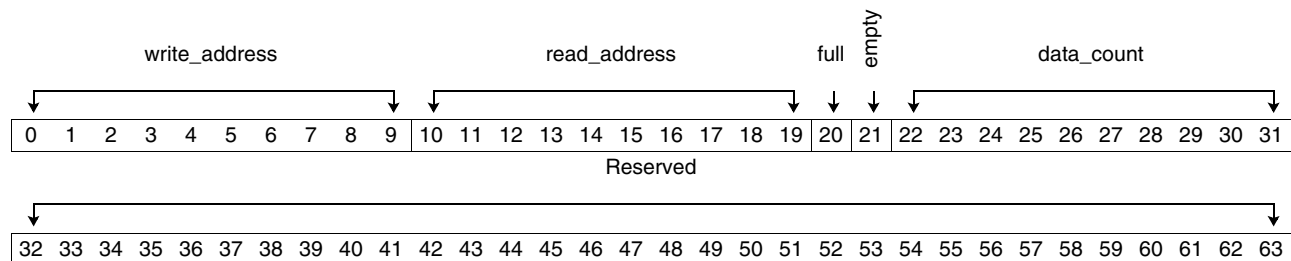 write_address read_address full empty data_count
0 1 2 3 4 5 6 7 8 9 10 11 12 13 14 15 16 17 18 19 20 21 22 23 24 25 26 27 28 29 30 31
Reserved
32 33 34 35 36 37 38 39 40 41 42 43 44 45 46 47 48 49 50 51 52 53 54 55 56 57 58 59 60 61 62 63